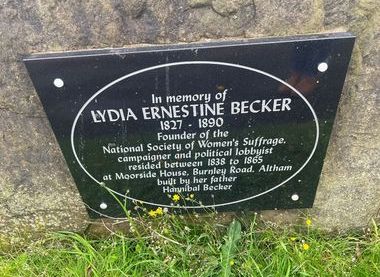 In memory of
LYDIA ERNESTINE BECKER
1827 - 1890
Founder of the
National Society of Women's Suffrage,
campaigner and political lobbyist
resided between 1838 to 1865
at Moorside House, Burnley Road, Altham
built by her father
Hannibal Becker